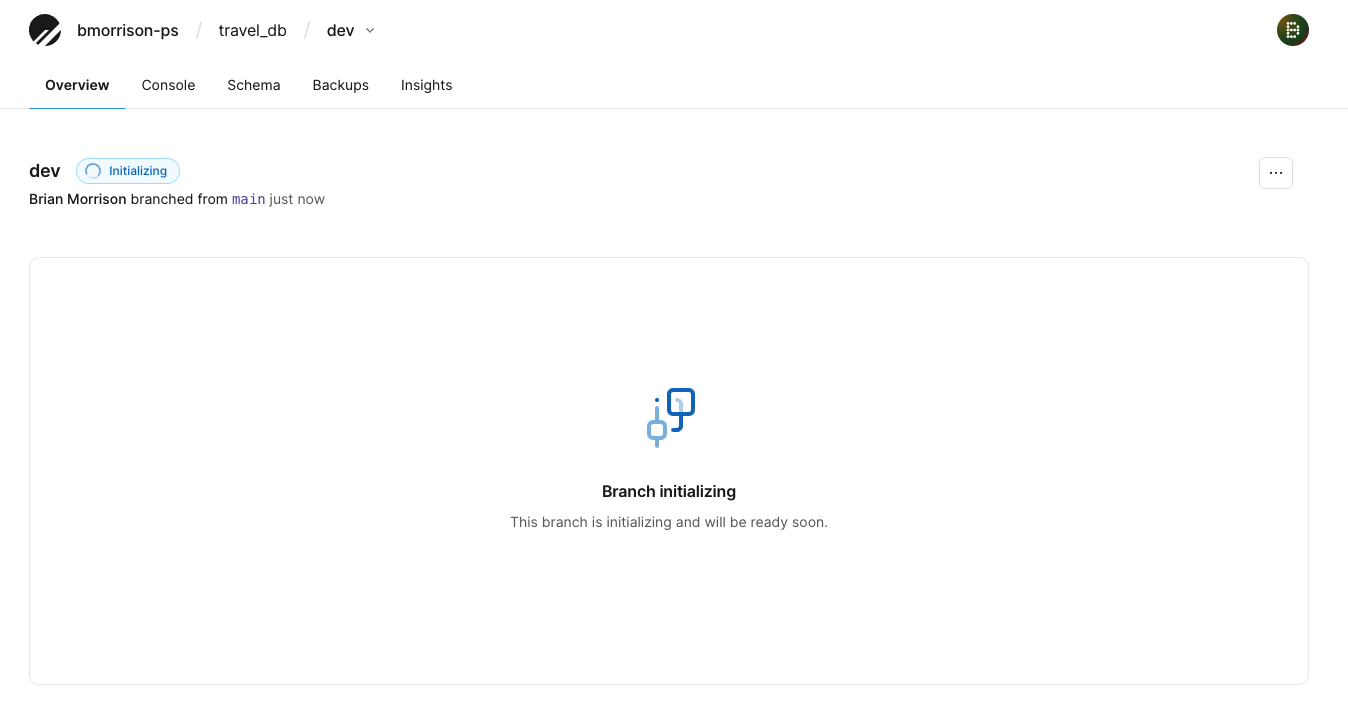 bmorrison-ps / travel_db / dev
Overview Console Schema Backups Insights
dev Initializing
Brian Morrison branched from main just now
Branch initializing
This branch is initializing and will be ready soon.